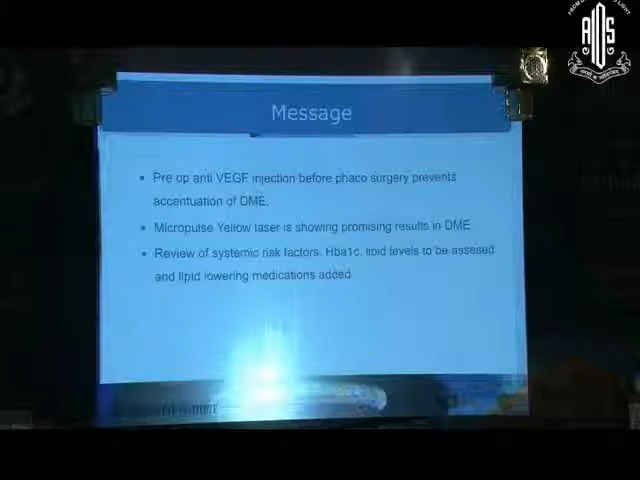 AIOS
Message
Pre op anti VEGF injection before phaco surgery prevents
accentuation of DME.
Micropulse Yellow laser is showing promising results in DME
Review of systemic risk factors. Hba1c, lipid levels to be assesed
and lipid lowering medications added